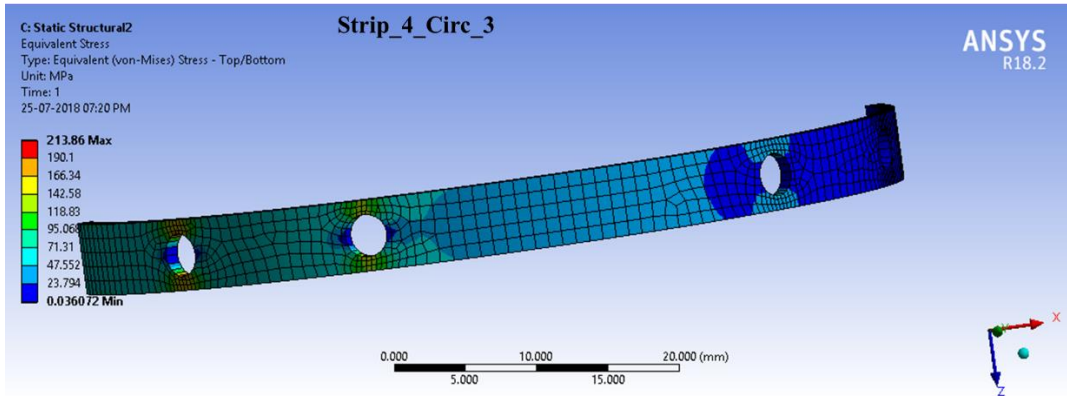 Strip_4_Circ_3
C: Static Structural2
Equivalent Stress
Type: Equivalent (von-Mises) Stress - Top/Bottom
Unit: MPa
Time: 1
25-07-2018 07:20 PM
ANSYS
R18.2
213.86 Max
190.1
166.34
142.58
118.83
95.068
71.31
47.552
23.794
0.036072 Min
0.000 10.000 20.000 (mm)
5.000 15.000
X
Z